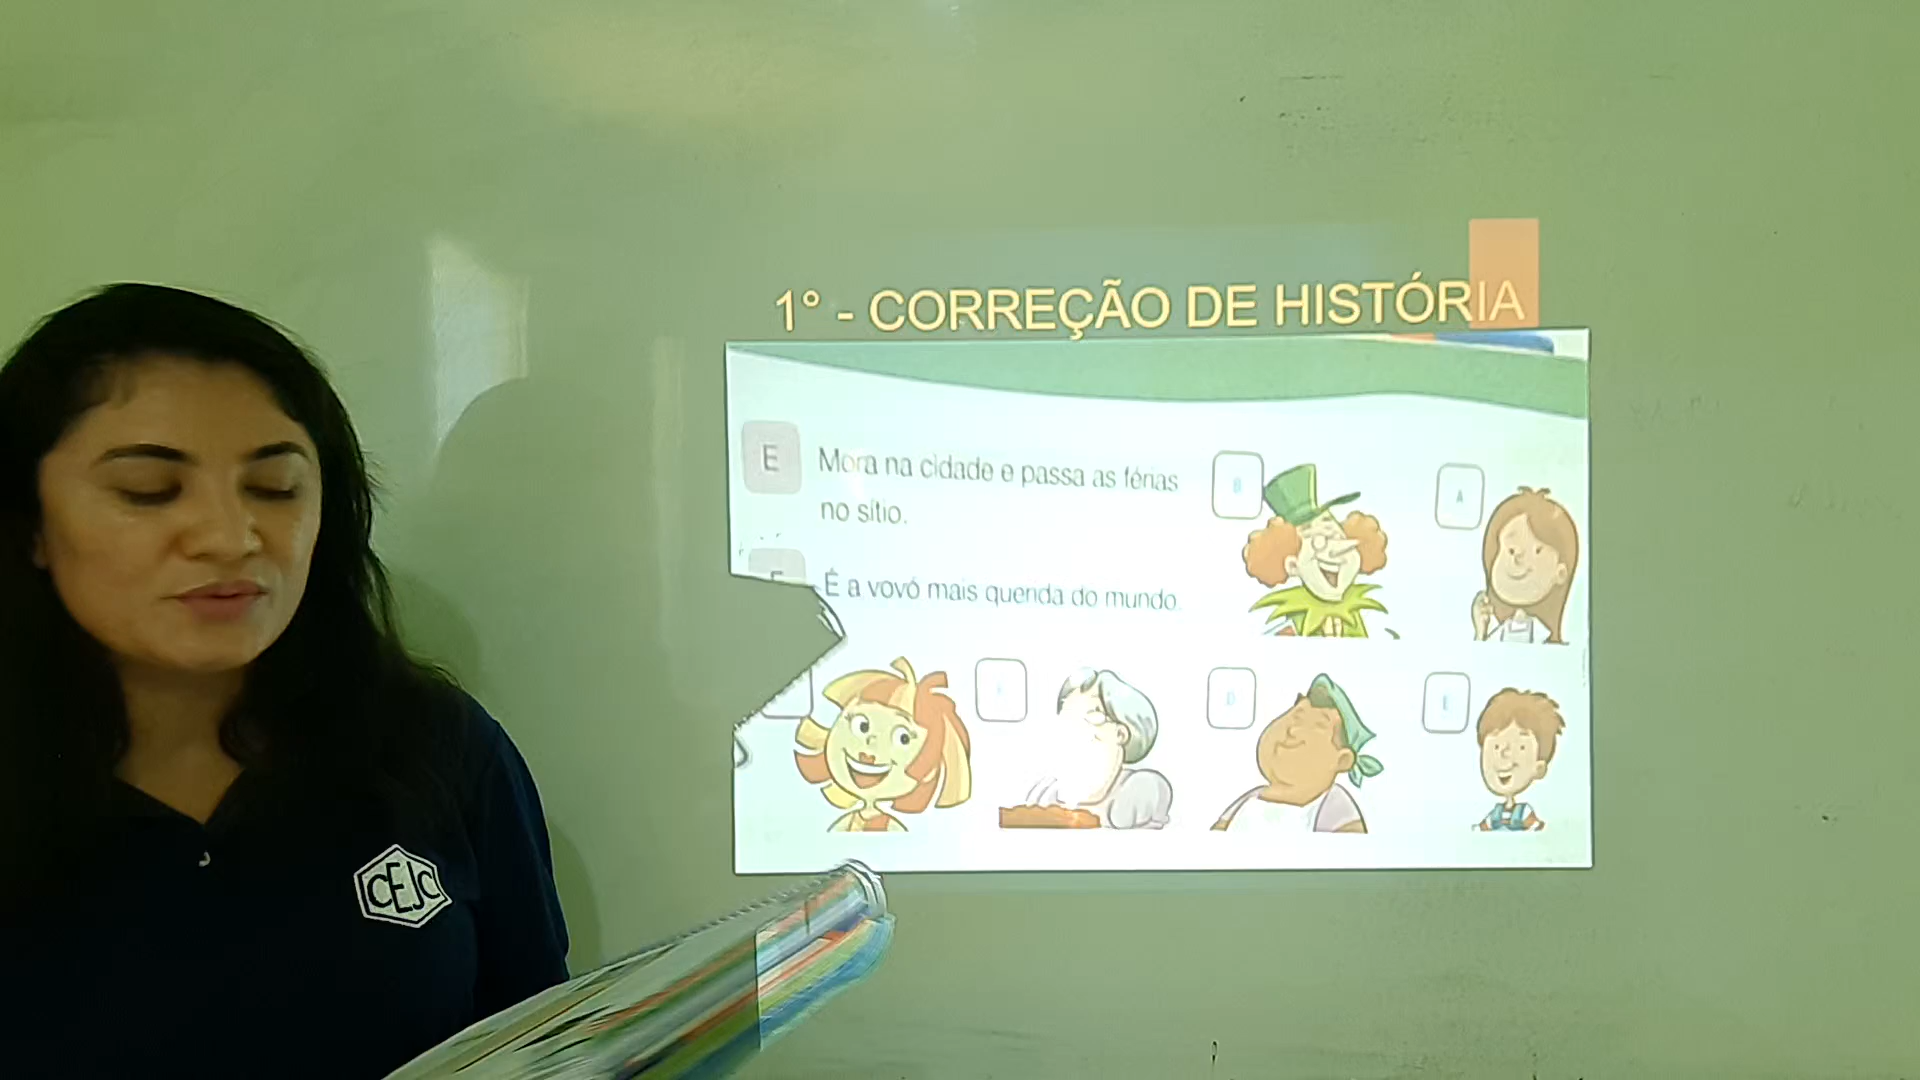 1° - CORREÇÃO DE HISTÓRIA
E Mora na cidade e passa as férias
no sítio.
F É a vovó mais querida do mundo.
B
A
D
E
CEJC